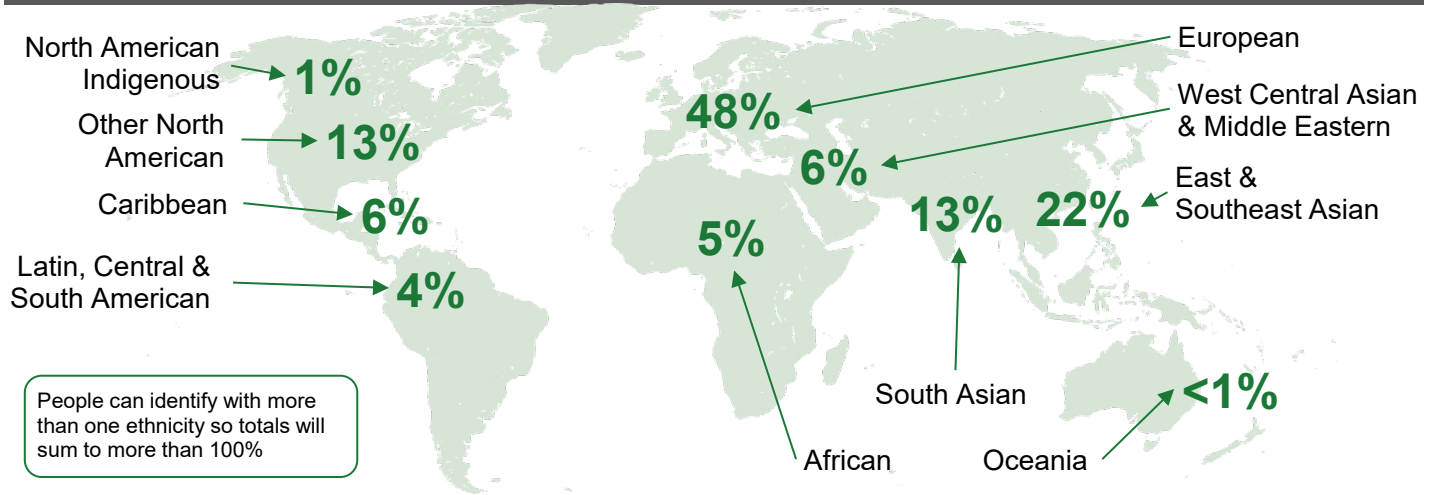 North American
Indigenous
1%
Other North
American
13%
Caribbean
6%
Latin, Central &
South American
4%
People can identify with more
than one ethnicity so totals will
sum to more than 100%
European
48%
West Central Asian
& Middle Eastern
6%
East &
Southeast Asian
22%
13%
South Asian
5%
African
<1%
Oceania